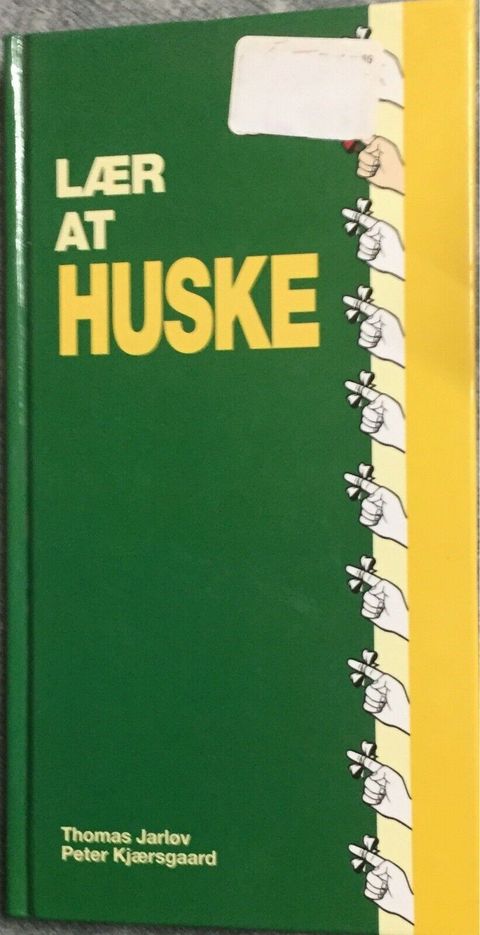 LÆR
AT
HUSKE
Thomas Jarløv
Peter Kjærsgaard